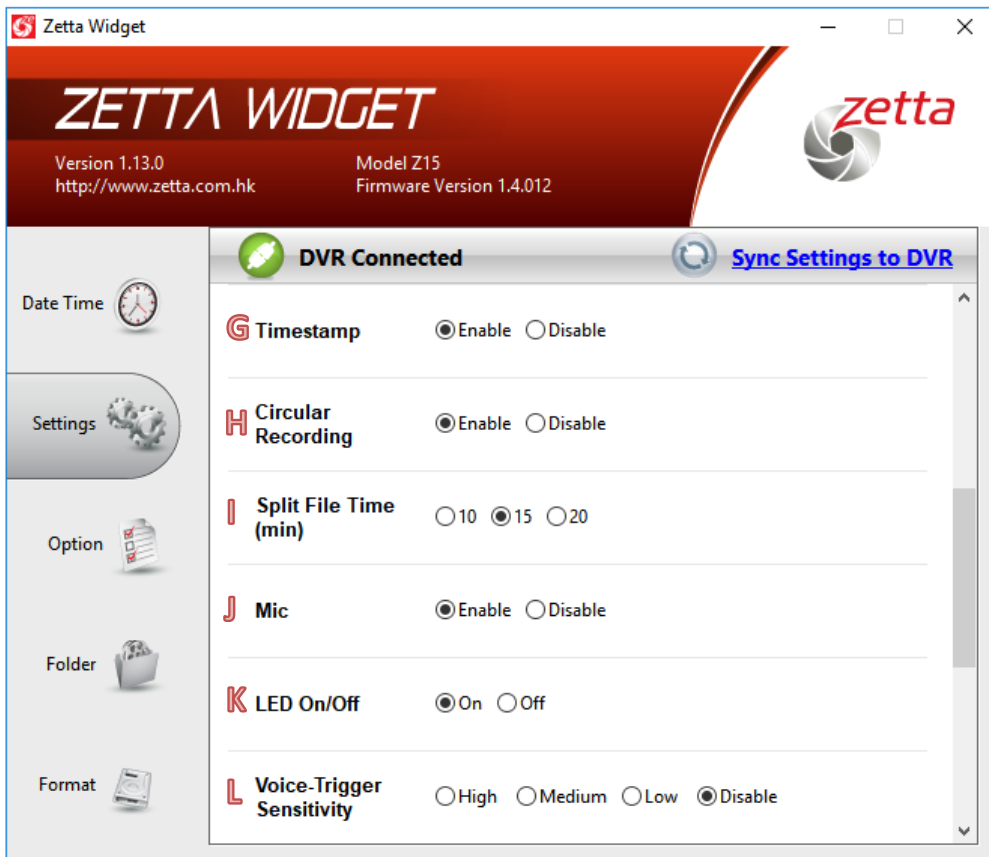 Zetta Widget
ZETTA WIDGET
zetta
Version 1.13.0
Model Z15
http://www.zetta.com.hk
Firmware Version 1.4.012
DVR Connected
Sync Settings to DVR
Date Time
Settings
Option
Folder
Format
G Timestamp Enable Disable
H Circular
Recording Enable Disable
I Split File Time
(min) 10 15 20
J Mic Enable Disable
K LED On/Off On Off
L Voice-Trigger
Sensitivity High Medium Low Disable